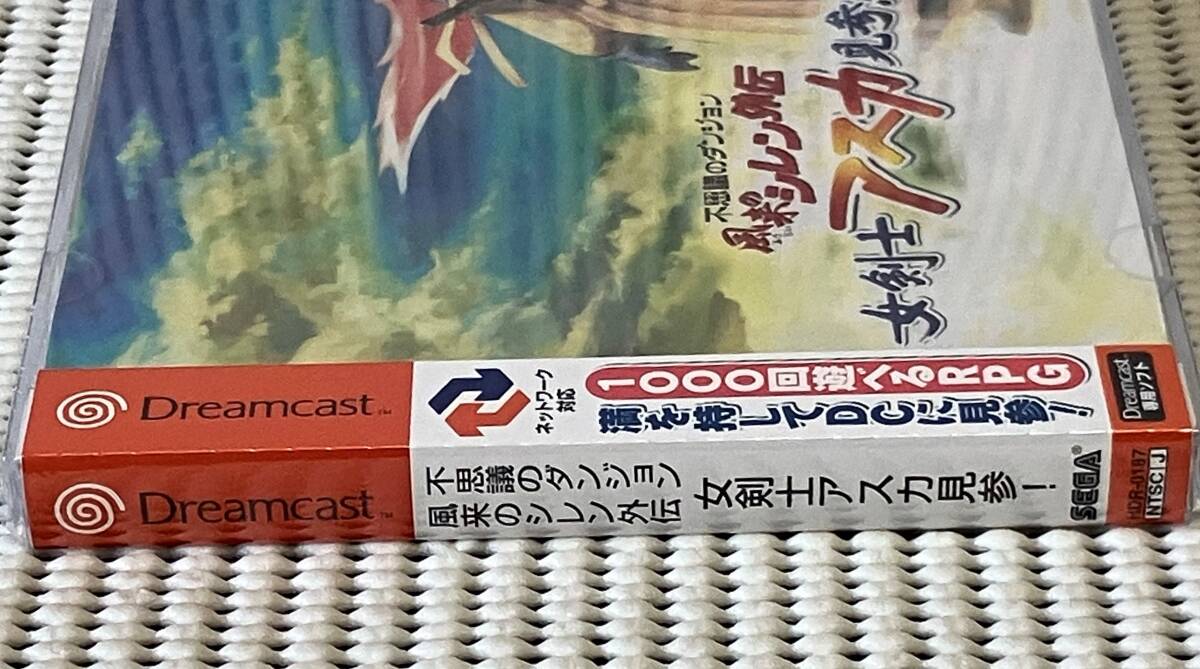 不思議のダンジョン
風来のシレン外伝
女剣士アスカ見参
Dreamcast™
ネットワーク
対応
1000回遊べるRPG
満を持してDCに見参!
Dreamcast
専用ソフト
Dreamcast™
不思議のダンジョン
風来のシレン外伝
女剣士アスカ見参!
SEGA®
HDR-0187
NTSC J